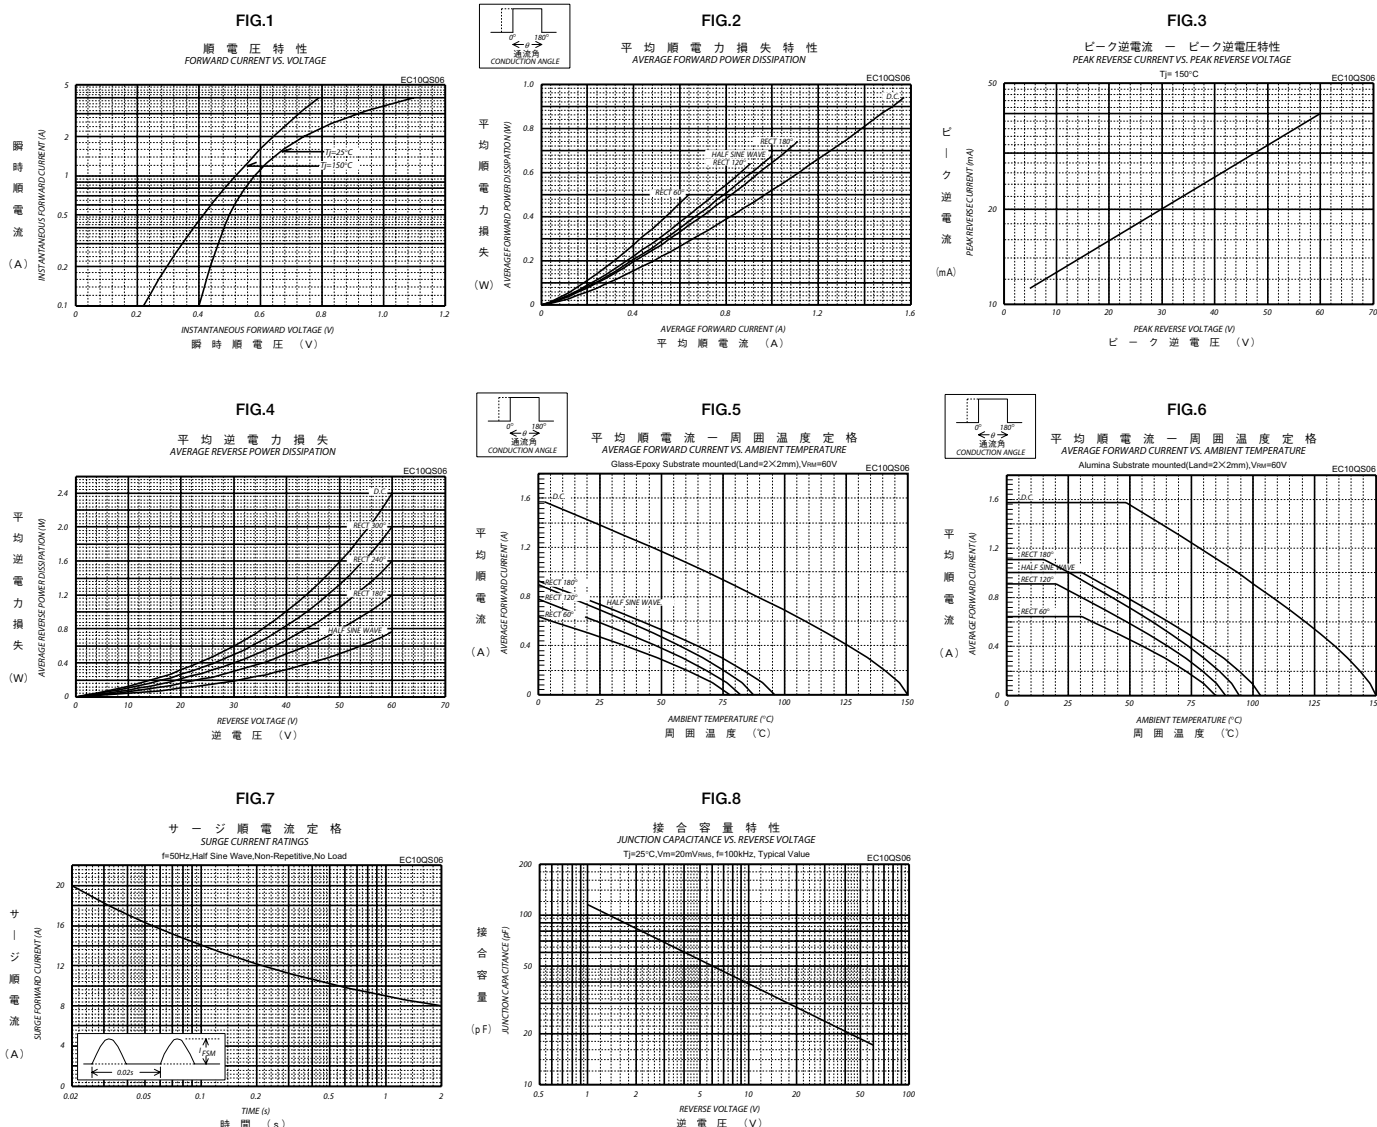 FIG.1
順電圧特性
FORWARD CURRENT VS. VOLTAGE
EC10QS06
瞬時順電流 (A)
INSTANTANEOUS FORWARD CURRENT (A)
5
2
1
0.5
0.2
0.1
Tj=25°C
Tj=150°C
0 0.2 0.4 0.6 0.8 1.0 1.2
INSTANTANEOUS FORWARD VOLTAGE (V)
瞬時順電圧 (V)
FIG.2
0° 180°
θ
通流角
CONDUCTION ANGLE
平均順電力損失特性
AVERAGE FORWARD POWER DISSIPATION
EC10QS06
平均順電力損失 (W)
AVERAGE FORWARD POWER DISSIPATION (W)
1.0
0.8
0.6
0.4
0.2
0
D.C.
RECT 180°
HALF SINE WAVE
RECT 120°
RECT 60°
0 0.4 0.8 1.2 1.6
AVERAGE FORWARD CURRENT (A)
平均順電流 (A)
FIG.3
ピーク逆電流 ー ピーク逆電圧特性
PEAK REVERSE CURRENT VS. PEAK REVERSE VOLTAGE
Tj= 150°C
EC10QS06
ピーク逆電流 (mA)
PEAK REVERSE CURRENT (mA)
50
20
10
0 10 20 30 40 50 60 70
PEAK REVERSE VOLTAGE (V)
ピーク逆電圧 (V)
FIG.4
平均逆電力損失
AVERAGE REVERSE POWER DISSIPATION
EC10QS06
平均逆電力損失 (W)
AVERAGE REVERSE POWER DISSIPATION (W)
2.4
2.0
1.6
1.2
0.8
0.4
0
D.C.
RECT 300°
RECT 240°
RECT 180°
HALF SINE WAVE
0 10 20 30 40 50 60 70
REVERSE VOLTAGE (V)
逆電圧 (V)
FIG.5
0° 180°
θ
通流角
CONDUCTION ANGLE
平均順電流ー周囲温度定格
AVERAGE FORWARD CURRENT VS. AMBIENT TEMPERATURE
Glass-Epoxy Substrate mounted(Land=2×2mm),VRM=60V
EC10QS06
平均順電流 (A)
AVERAGE FORWARD CURRENT (A)
1.6
1.2
0.8
0.4
0
D.C.
RECT 180°
RECT 120°
HALF SINE WAVE
RECT 60°
0 25 50 75 100 125 150
AMBIENT TEMPERATURE (°C)
周囲温度 (℃)
FIG.6
0° 180°
θ
通流角
CONDUCTION ANGLE
平均順電流ー周囲温度定格
AVERAGE FORWARD CURRENT VS. AMBIENT TEMPERATURE
Alumina Substrate mounted(Land=2×2mm),VRM=60V
EC10QS06
平均順電流 (A)
AVERAGE FORWARD CURRENT (A)
1.6
1.2
0.8
0.4
0
D.C.
RECT 180°
HALF SINE WAVE
RECT 120°
RECT 60°
0 25 50 75 100 125 150
AMBIENT TEMPERATURE (°C)
周囲温度 (℃)
FIG.7
サージ順電流定格
SURGE CURRENT RATINGS
f=50Hz,Half Sine Wave,Non-Repetitive,No Load
EC10QS06
サージ順電流 (A)
SURGE FORWARD CURRENT (A)
20
16
12
8
4
0
IFSM
0.02s
0.02 0.05 0.1 0.2 0.5 1 2
TIME (s)
時間 (s)
FIG.8
接合容量特性
JUNCTION CAPACITANCE VS. REVERSE VOLTAGE
Tj=25°C,Vm=20mVRMS, f=100kHz, Typical Value
EC10QS06
接合容量 (pF)
JUNCTION CAPACITANCE (pF)
200
100
50
20
10
0.5 1 2 5 10 20 50 100
REVERSE VOLTAGE (V)
逆電圧 (V)